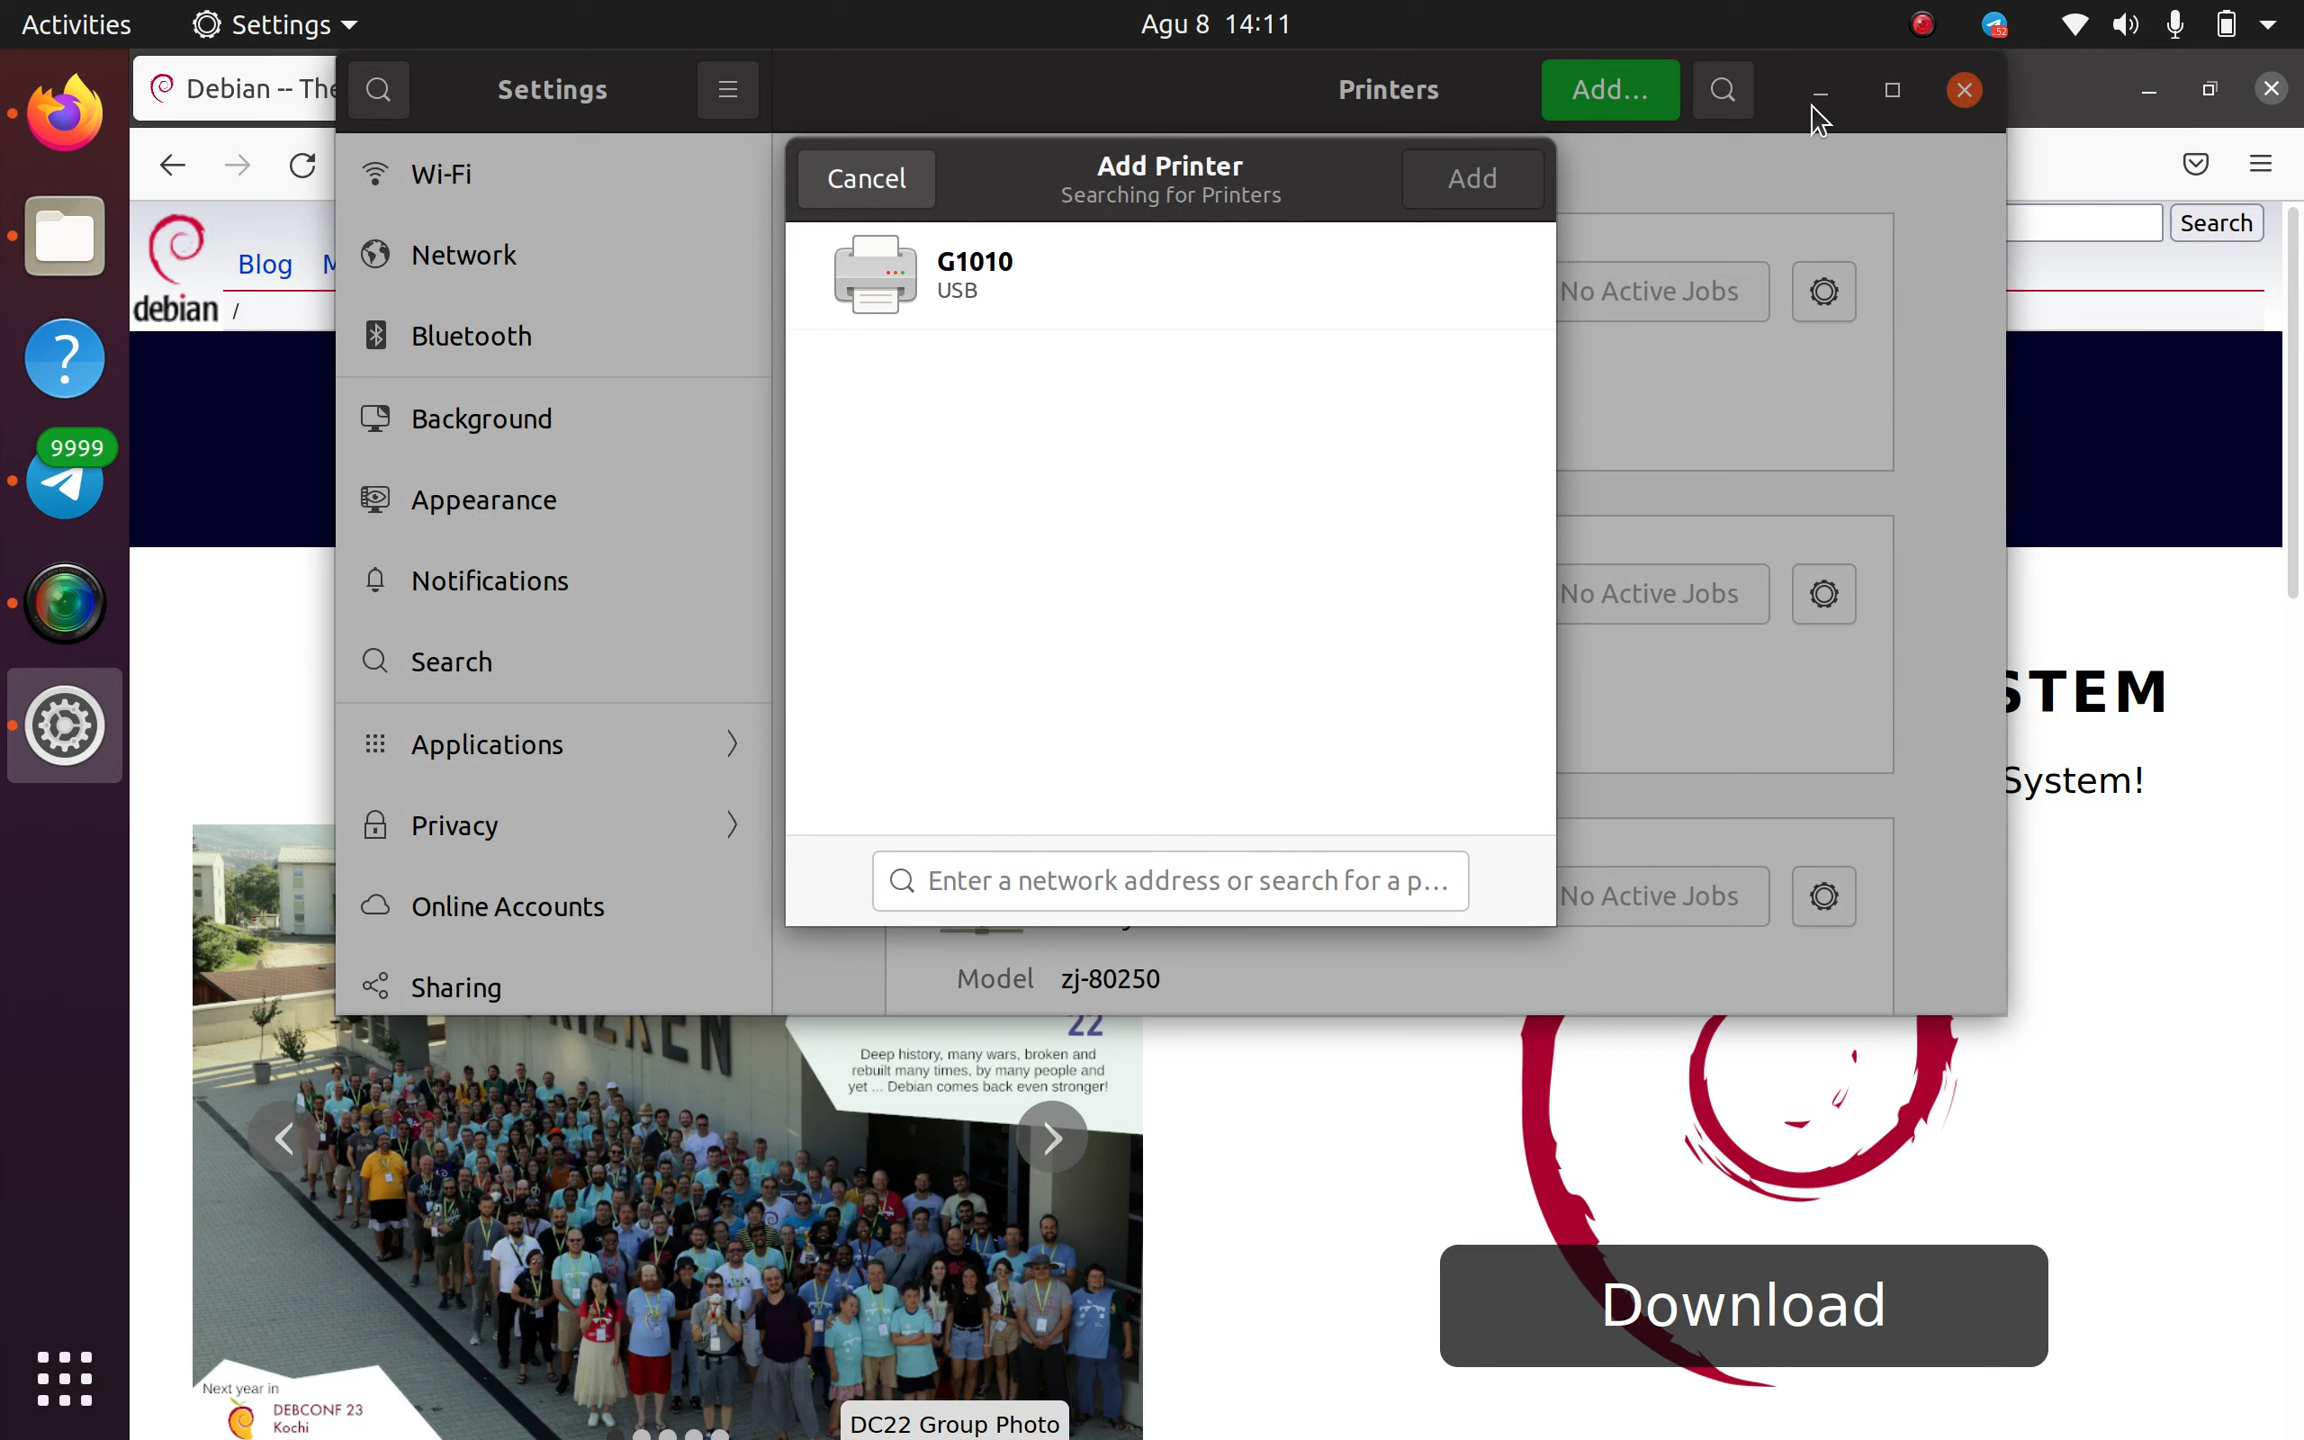 Activities
Settings
Agu 8 14:11
52
Debian -- The
Settings
Printers
Add...
Wi-Fi
Network
Bluetooth
Background
Appearance
Notifications
Search
Applications
Privacy
Online Accounts
Sharing
Cancel
Add Printer
Searching for Printers
Add
G1010
USB
Enter a network address or search for a p...
No Active Jobs
No Active Jobs
No Active Jobs
Model zj-80250
9999
Blog
debian
/
Search
STEM
System!
22
Deep history, many wars, broken and
rebuilt many times, by many people and
yet ... Debian comes back even stronger!
Next year in
DEBCONF 23
Kochi
DC22 Group Photo
Download